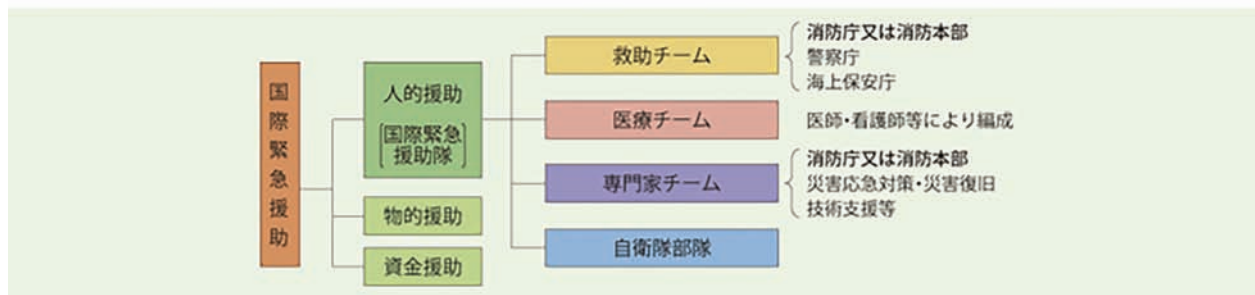 国際緊急援助
人的援助
[国際緊急
援助隊]
物的援助
資金援助
救助チーム
消防庁又は消防本部
警察庁
海上保安庁
医療チーム
医師・看護師等により編成
専門家チーム
消防庁又は消防本部
災害応急対策・災害復旧
技術支援等
自衛隊部隊